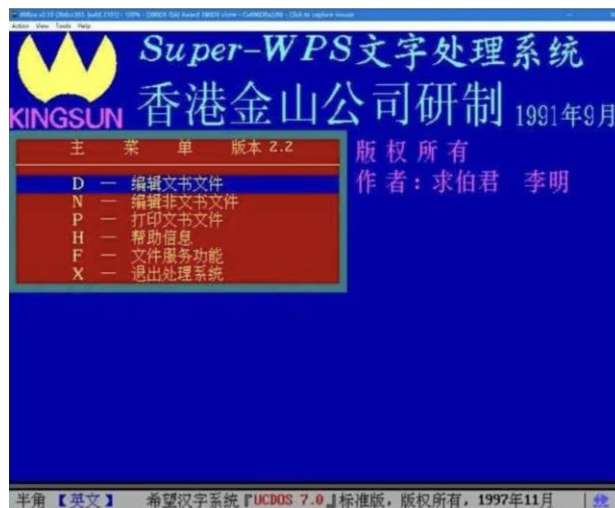 Action View Tools Help
Super-WPS文字处理系统
KINGSUN
香港金山公司研制 1991年9月
主 菜 单 版本 2.2
版权所有
作者:求伯君 李明
D — 编辑文书文件
N — 编辑非文书文件
P — 打印文书文件
H — 帮助信息
F — 文件服务功能
X — 退出处理系统
半角【英文】 希望汉字系统『UCDOS 7.0』标准版,版权所有,1997年11月